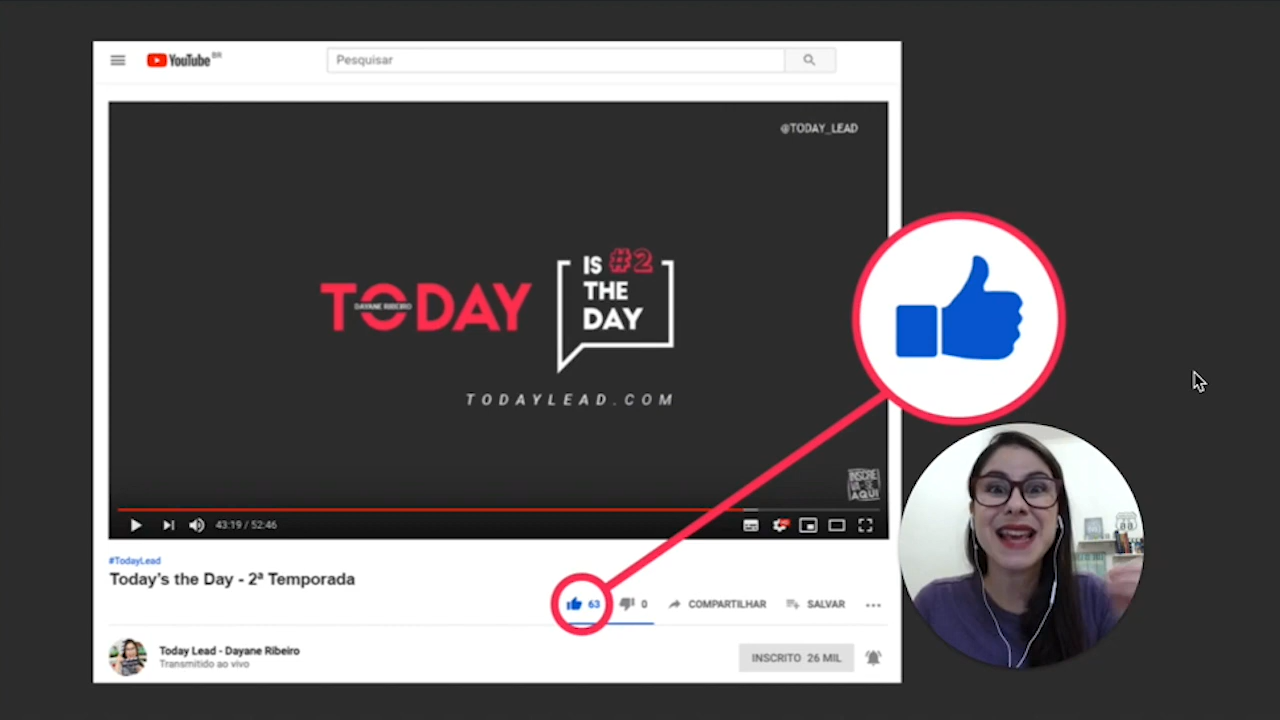 YouTube BR
Pesquisar
@TODAY_LEAD
TODAY
DAYANE RIBEIRO
IS #2
THE
DAY
TODAYLEAD.COM
INSCRE
VA-SE
AQUI
43:19 / 52:46
#TodayLead
Today's the Day - 2ª Temporada
63 0 COMPARTILHAR SALVAR
Today Lead - Dayane Ribeiro
Transmitido ao vivo
INSCRITO 26 MIL
88